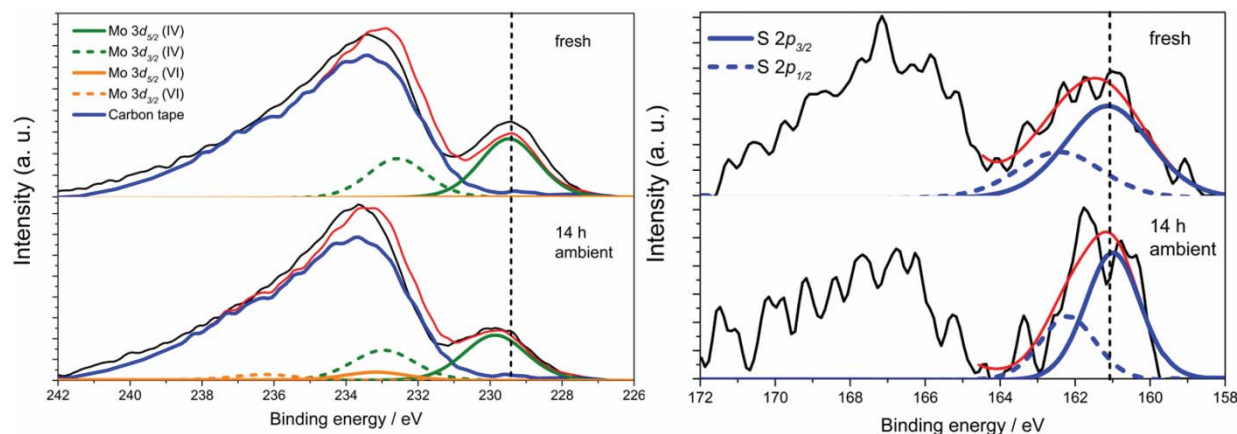 Mo 3d5/2 (IV)
Mo 3d3/2 (IV)
Mo 3d5/2 (VI)
Mo 3d3/2 (VI)
Carbon tape
fresh
14 h
ambient
Intensity (a. u.)
242 240 238 236 234 232 230 228 226
Binding energy / eV
S 2p3/2
S 2p1/2
fresh
14 h
ambient
Intensity (a. u.)
172 170 168 166 164 162 160 158
Binding energy / eV